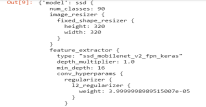 Out[9]: {'model': ssd {
num_classes: 90
image_resizer {
fixed_shape_resizer {
height: 320
width: 320
}
}
feature_extractor {
type: "ssd_mobilenet_v2_fpn_keras"
depth_multiplier: 1.0
min_depth: 16
conv_hyperparams {
regularizer {
l2_regularizer {
weight: 3.9999998989515007e-05
}
}